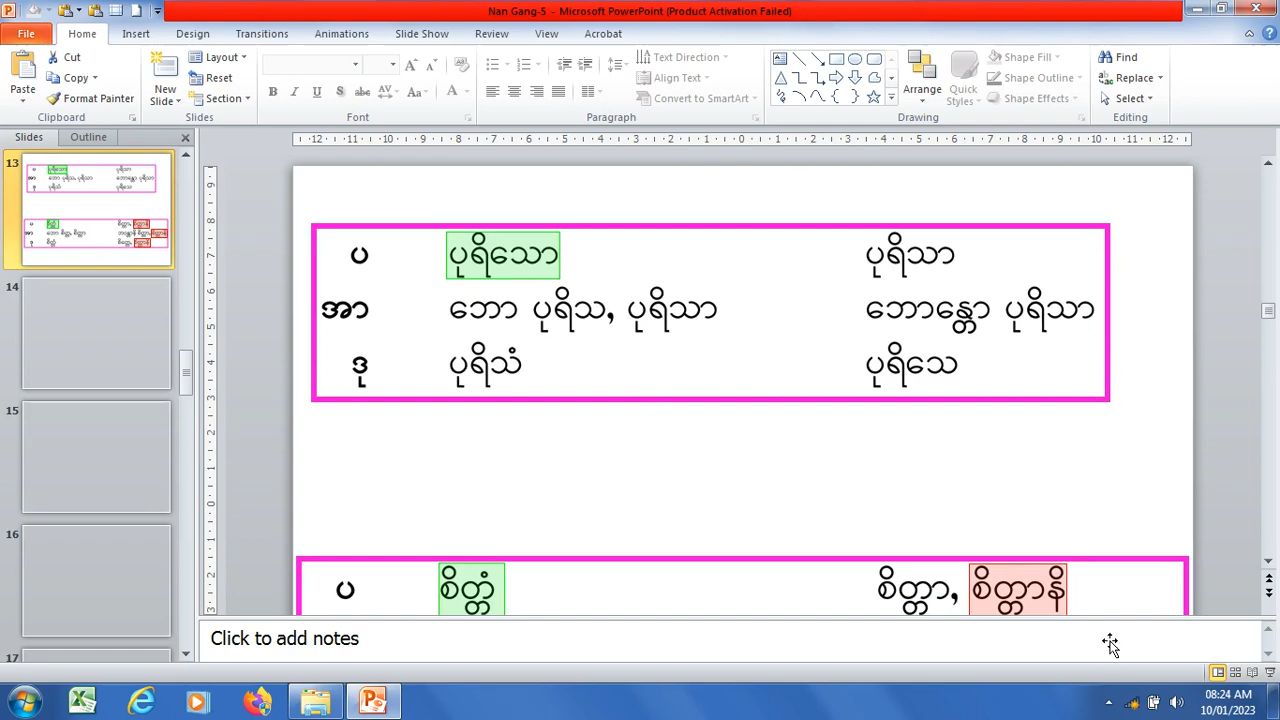 Nan Gang-5 - Microsoft PowerPoint (Product Activation Failed)
File Home Insert Design Transitions Animations Slide Show Review View Acrobat
Paste Cut Copy Format Painter Clipboard
New Slide Layout Reset Section Slides
Font
Text Direction Align Text Convert to SmartArt Paragraph
Arrange Quick Styles Shape Fill Shape Outline Shape Effects Drawing
Find Replace Select Editing
Slides Outline
13
14
15
16
17
ပ ပုရိသော ပုရိသာ
အာ ဘော ပုရိသ, ပုရိသာ ဘောန္တော ပုရိသာ
ဒု ပုရိသံ ပုရိသေ
ပ စိတ္တံ စိတ္တာ, စိတ္တာနိ
Click to add notes
08:24 AM
10/01/2023